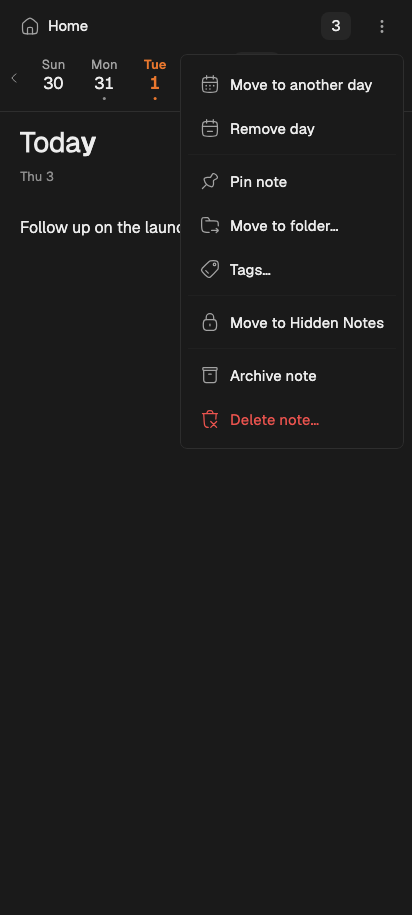 Home 3
Sun Mon Tue
30 31 1
Today
Thu 3
Follow up on the
Move to another day
Remove day
Pin note
Move to folder...
Tags...
Move to Hidden Notes
Archive note
Delete note...